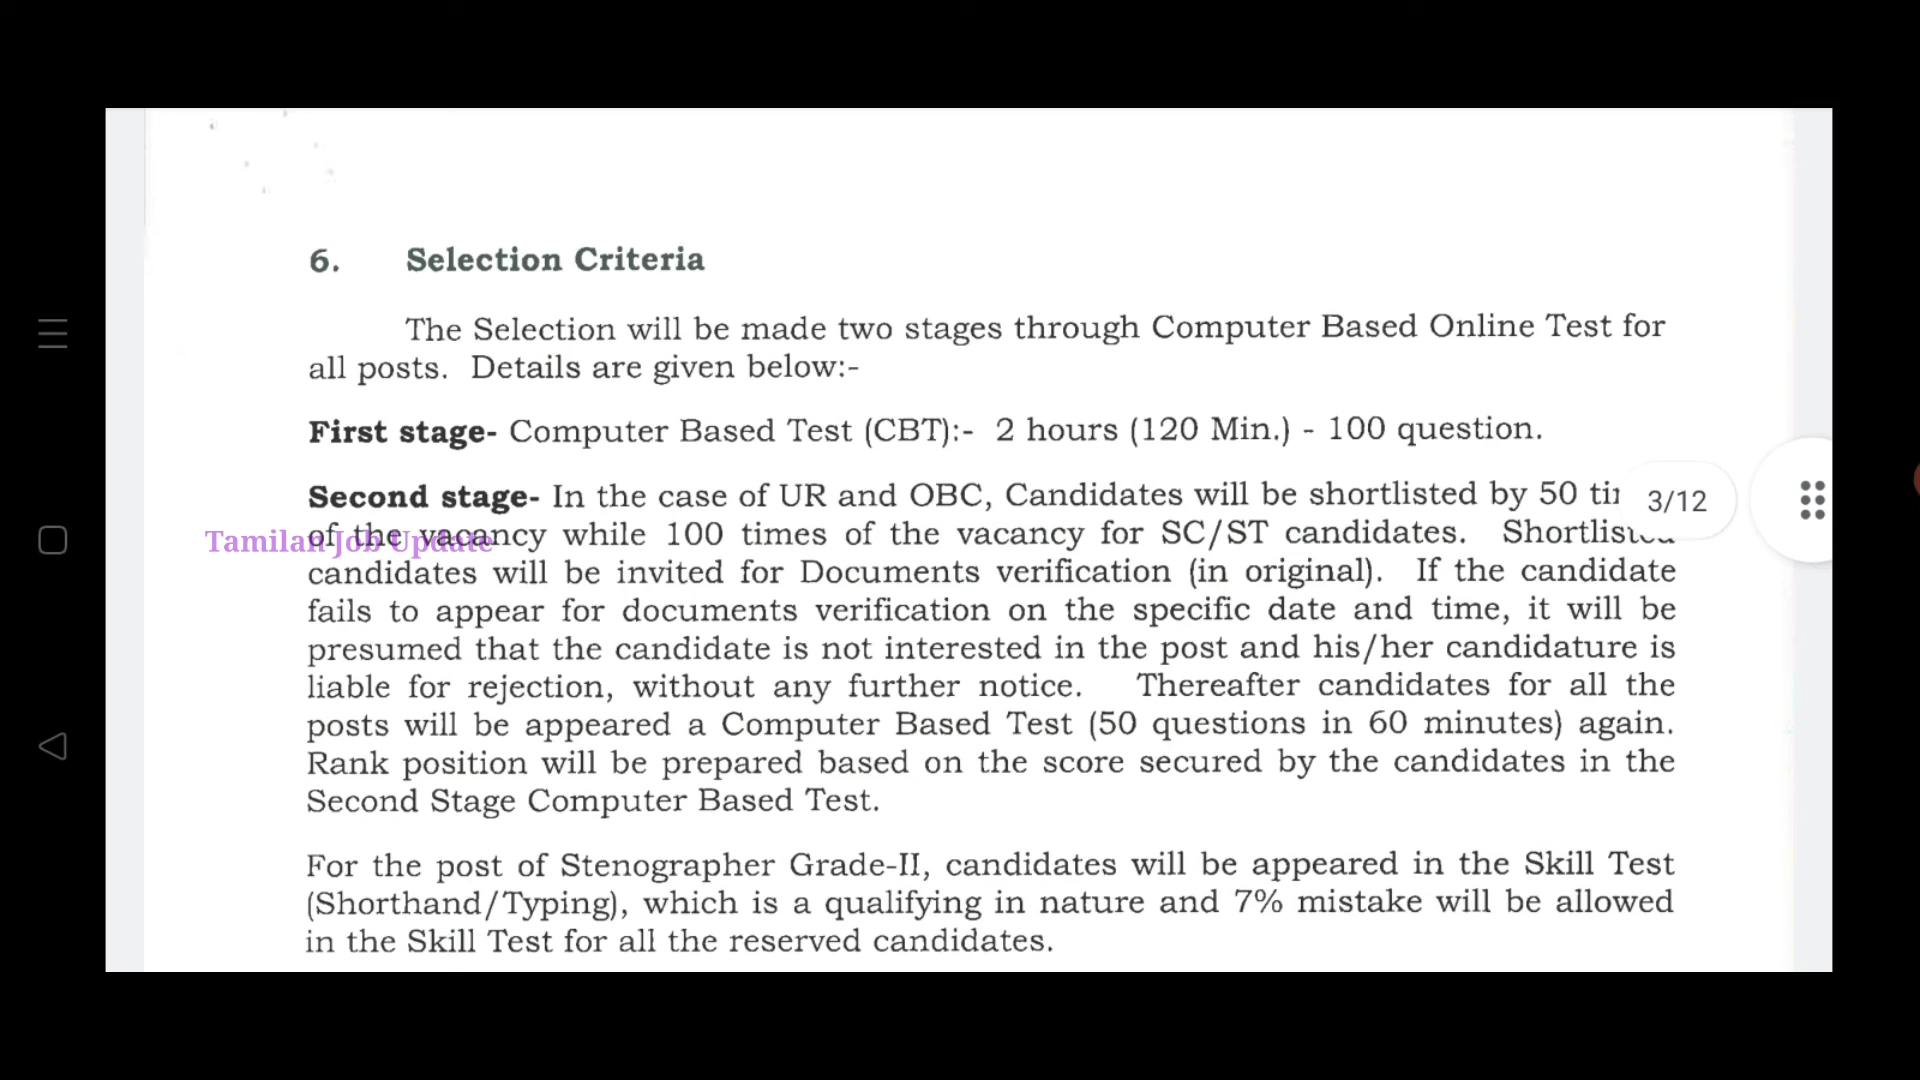 6. Selection Criteria
The Selection will be made two stages through Computer Based Online Test for
all posts. Details are given below:-
First stage- Computer Based Test (CBT):- 2 hours (120 Min.) - 100 question.
Second stage- In the case of UR and OBC, Candidates will be shortlisted by 50
3/12
of the vacancy while 100 times of the vacancy for SC/ST candidates.
Tamilan Job Update
candidates will be invited for Documents verification (in original). If the candidate
fails to appear for documents verification on the specific date and time, it will be
presumed that the candidate is not interested in the post and his/her candidature is
liable for rejection, without any further notice. Thereafter candidates for all the
posts will be appeared a Computer Based Test (50 questions in 60 minutes) again.
Rank position will be prepared based on the score secured by the candidates in the
Second Stage Computer Based Test.
For the post of Stenographer Grade-II, candidates will be appeared in the Skill Test
(Shorthand/Typing), which is a qualifying in nature and 7% mistake will be allowed
in the Skill Test for all the reserved candidates.